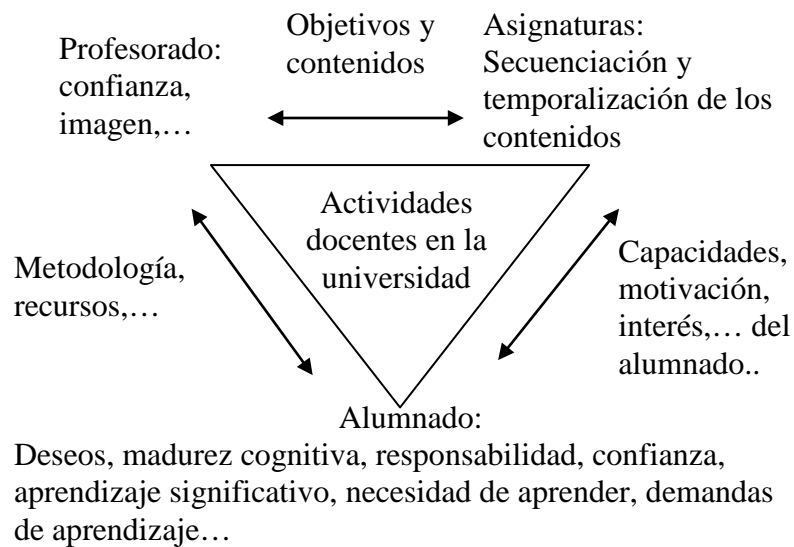 Profesorado:
confianza,
imagen,…
Objetivos y
contenidos
Asignaturas:
Secuenciación y
temporalización de los
contenidos
Actividades
docentes en la
universidad
Metodología,
recursos,…
Capacidades,
motivación,
interés,… del
alumnado..
Alumnado:
Deseos, madurez cognitiva, responsabilidad, confianza,
aprendizaje significativo, necesidad de aprender, demandas
de aprendizaje…